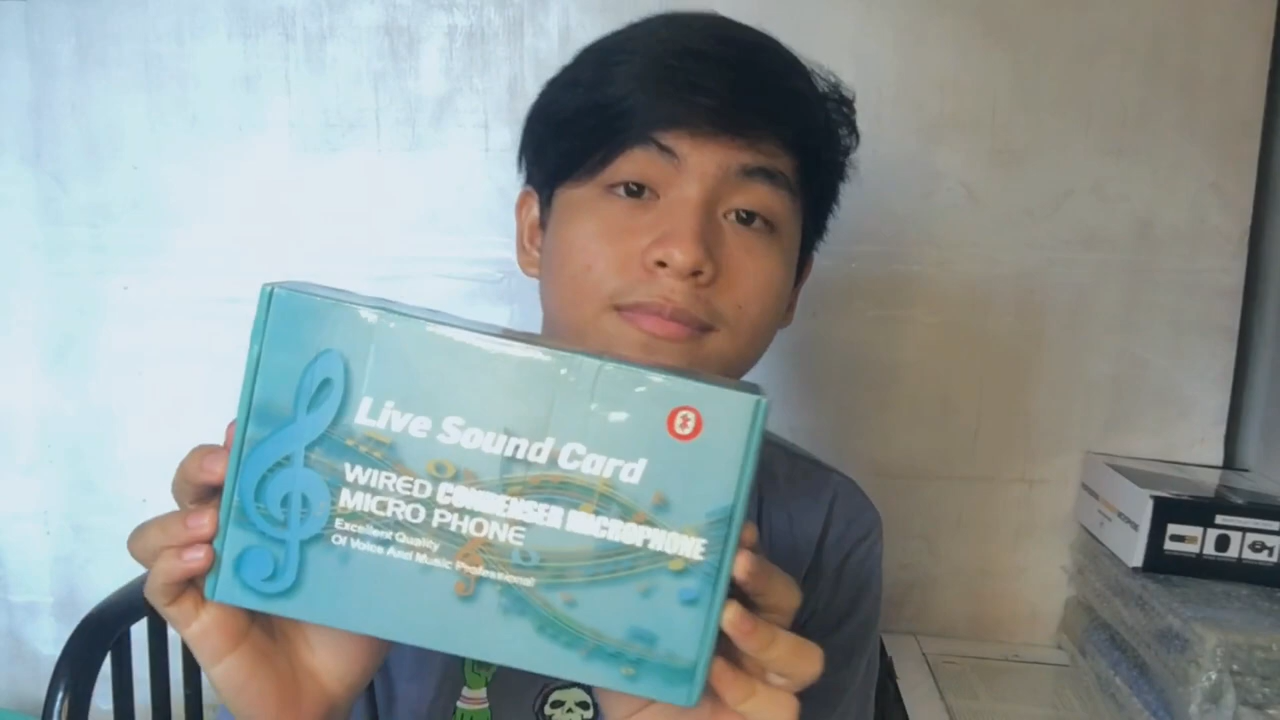 Live Sound Card
WIRED CONDENSER MICROPHONE
MICRO PHONE
Excellent Quality
Of Voice And Music Professional